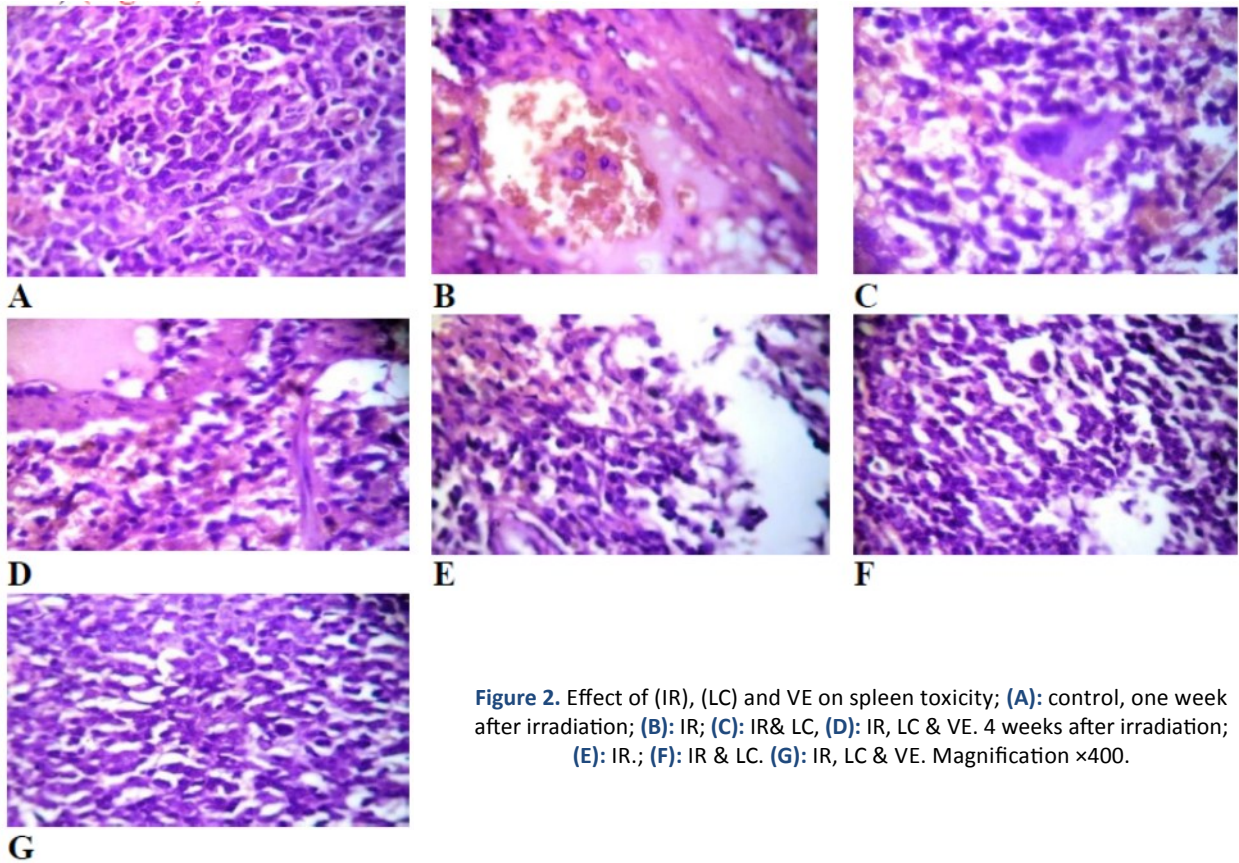 A
B
C
D
E
F
G
Figure 2. Effect of (IR), (LC) and VE on spleen toxicity; (A): control, one week
after irradiation; (B): IR; (C): IR& LC, (D): IR, LC & VE. 4 weeks after irradiation;
(E): IR.; (F): IR & LC. (G): IR, LC & VE. Magnification ×400.